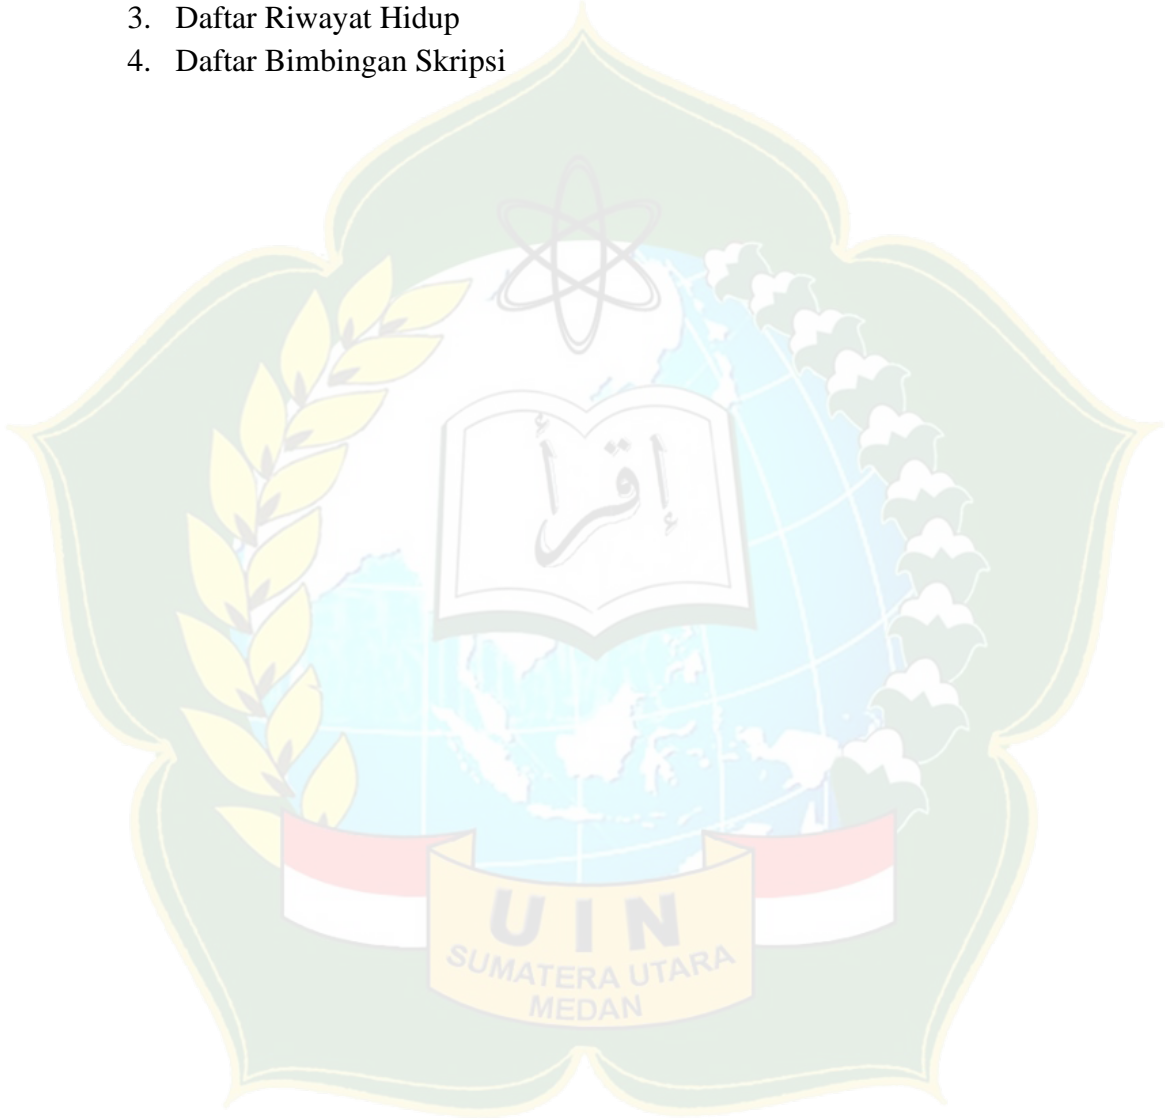 3. Daftar Riwayat Hidup
4. Daftar Bimbingan Skripsi
إقرأ
UIN
SUMATERA UTARA
MEDAN